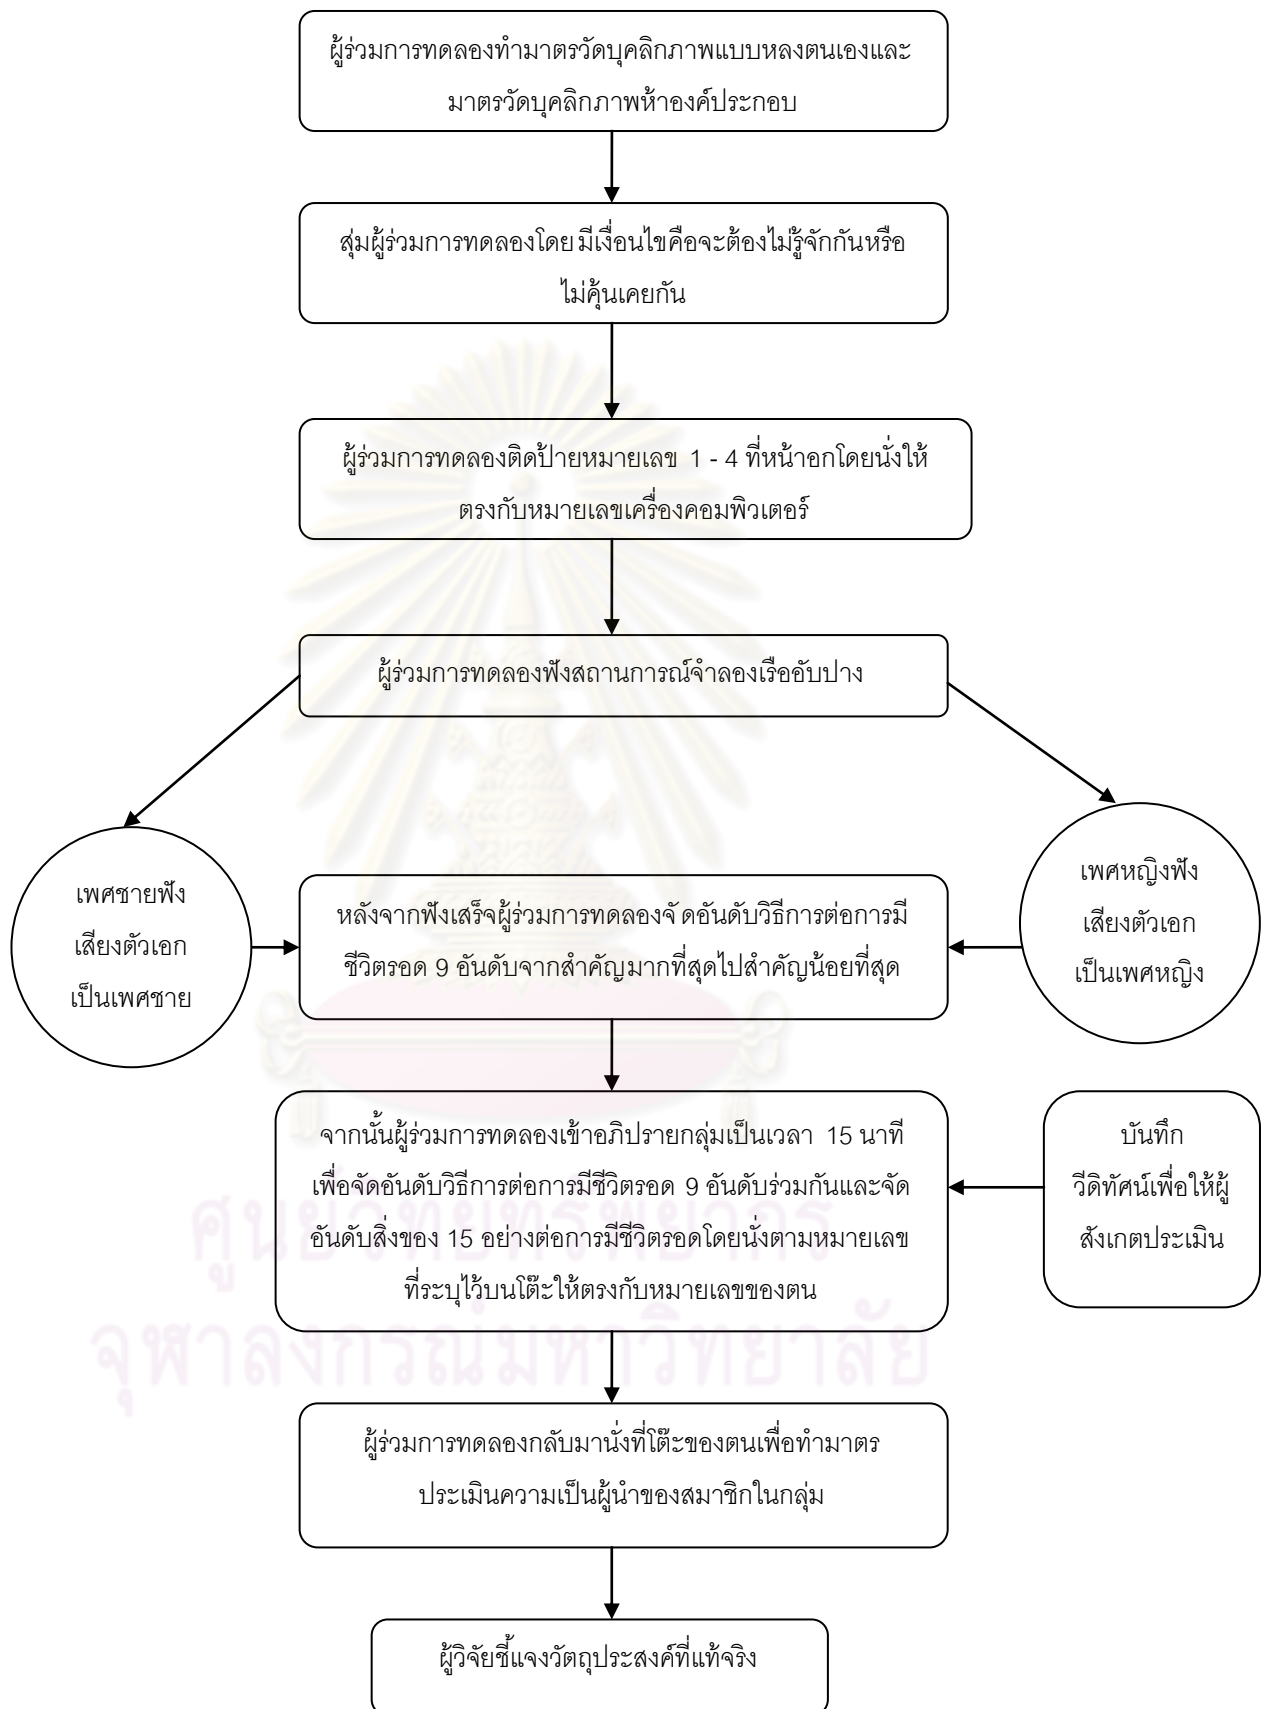 ผู้ร่วมการทดลองทำมาตรวัดบุคลิกภาพแบบหลงตนเองและ
มาตรวัดบุคลิกภาพห้าองค์ประกอบ
สุ่มผู้ร่วมการทดลองโดยมีเงื่อนไขคือจะต้องไม่รู้จักกันหรือ
ไม่คุ้นเคยกัน
ผู้ร่วมการทดลองติดป้ายหมายเลข 1 - 4 ที่หน้าอกโดยนั่งให้
ตรงกับหมายเลขเครื่องคอมพิวเตอร์
ผู้ร่วมการทดลองฟังสถานการณ์จำลองเรืออับปาง
เพศชายฟัง
เสียงตัวเอก
เป็นเพศชาย
เพศหญิงฟัง
เสียงตัวเอก
เป็นเพศหญิง
หลังจากฟังเสร็จผู้ร่วมการทดลองจัดอันดับวิธีการต่อการมี
ชีวิตรอด 9 อันดับจากสำคัญมากที่สุดไปสำคัญน้อยที่สุด
จากนั้นผู้ร่วมการทดลองเข้าอภิปรายกลุ่มเป็นเวลา 15 นาที
เพื่อจัดอันดับวิธีการต่อการมีชีวิตรอด 9 อันดับร่วมกันและจัด
อันดับสิ่งของ 15 อย่างต่อการมีชีวิตรอดโดยนั่งตามหมายเลข
ที่ระบุไว้บนโต๊ะให้ตรงกับหมายเลขของตน
บันทึก
วีดิทัศน์เพื่อให้ผู้
สังเกตประเมิน
ศูนย์วิทยทรัพยากร
จุฬาลงกรณ์มหาวิทยาลัย
ผู้ร่วมการทดลองกลับมานั่งที่โต๊ะของตนเพื่อทำมาตร
ประเมินความเป็นผู้นำของสมาชิกในกลุ่ม
ผู้วิจัยชี้แจงวัตถุประสงค์ที่แท้จริง